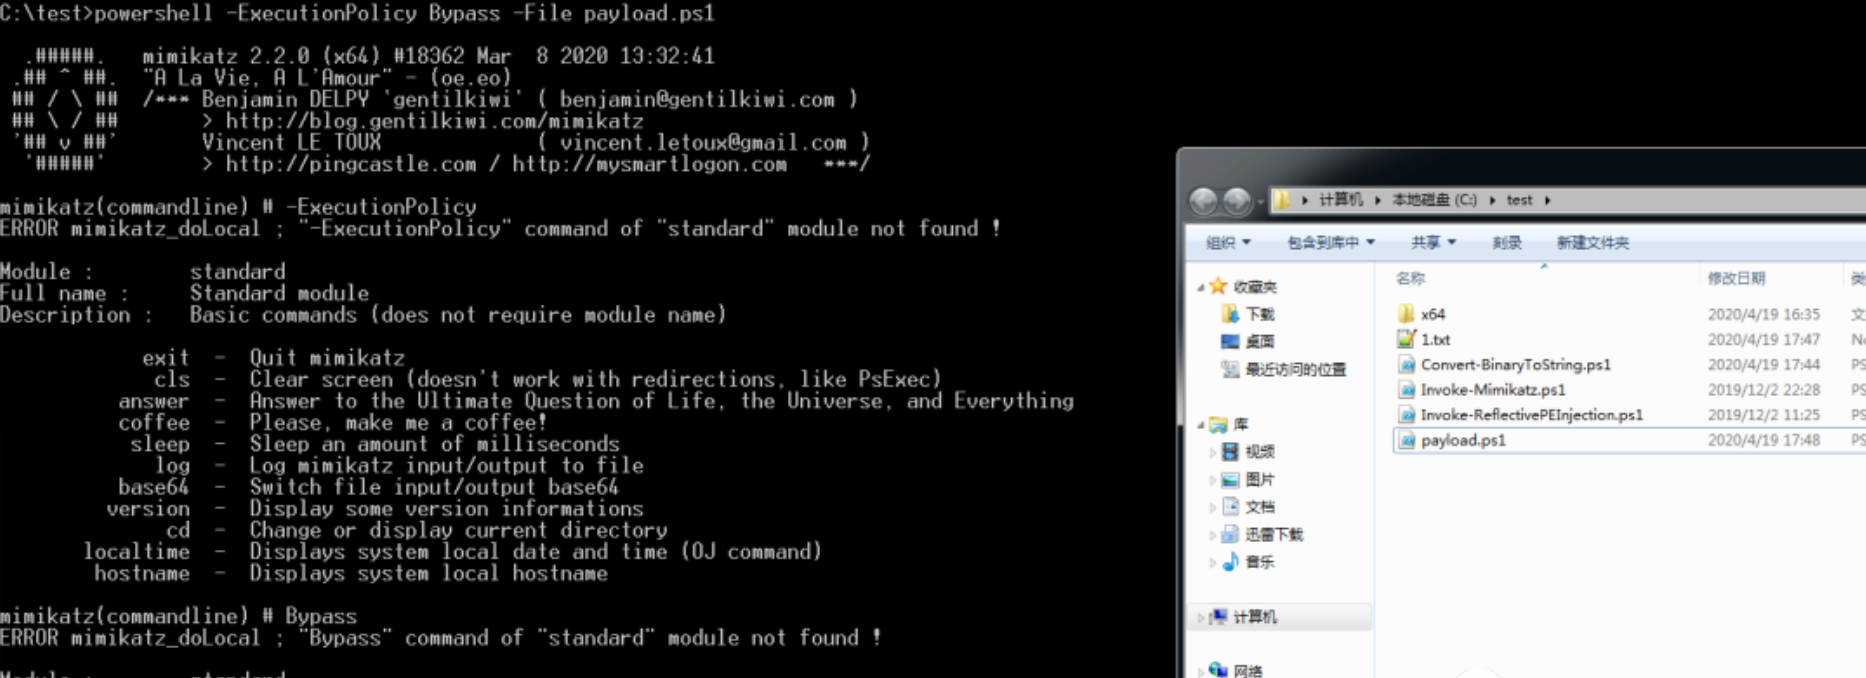 C:\test>powershell -ExecutionPolicy Bypass -File payload.ps1
.#####.   mimikatz 2.2.0 (x64) #18362 Mar  8 2020 13:32:41
.## ^ ##.  "A La Vie, A L'Amour" - (oe.eo)
## / \ ##  /*** Benjamin DELPY `gentilkiwi` ( benjamin@gentilkiwi.com )
## \ / ##       > http://blog.gentilkiwi.com/mimikatz
'## v ##'       Vincent LE TOUX             ( vincent.letoux@gmail.com )
'#####'        > http://pingcastle.com / http://mysmartlogon.com   ***/
mimikatz(commandline) # -ExecutionPolicy
ERROR mimikatz_doLocal ; "-ExecutionPolicy" command of "standard" module not found !
Module :        standard
Full name :     Standard module
Description :   Basic commands (does not require module name)
exit  -  Quit mimikatz
cls  -  Clear screen (doesn't work with redirections, like PsExec)
answer  -  Answer to the Ultimate Question of Life, the Universe, and Everything
coffee  -  Please, make me a coffee!
sleep  -  Sleep an amount of milliseconds
log  -  Log mimikatz input/output to file
base64  -  Switch file input/output base64
version  -  Display some version informations
cd  -  Change or display current directory
localtime  -  Displays system local date and time (OJ command)
hostname  -  Displays system local hostname
mimikatz(commandline) # Bypass
ERROR mimikatz_doLocal ; "Bypass" command of "standard" module not found !
计算机 本地磁盘 (C:) test
组织 包含到库中 共享 刻录 新建文件夹
收藏夹
下载
桌面
最近访问的位置
库
视频
图片
文档
迅雷下载
音乐
计算机
网络
名称 修改日期
x64 2020/4/19 16:35
1.txt 2020/4/19 17:47
Convert-BinaryToString.ps1 2020/4/19 17:44
Invoke-Mimikatz.ps1 2019/12/2 22:28
Invoke-ReflectivePEInjection.ps1 2019/12/2 11:25
payload.ps1 2020/4/19 17:48